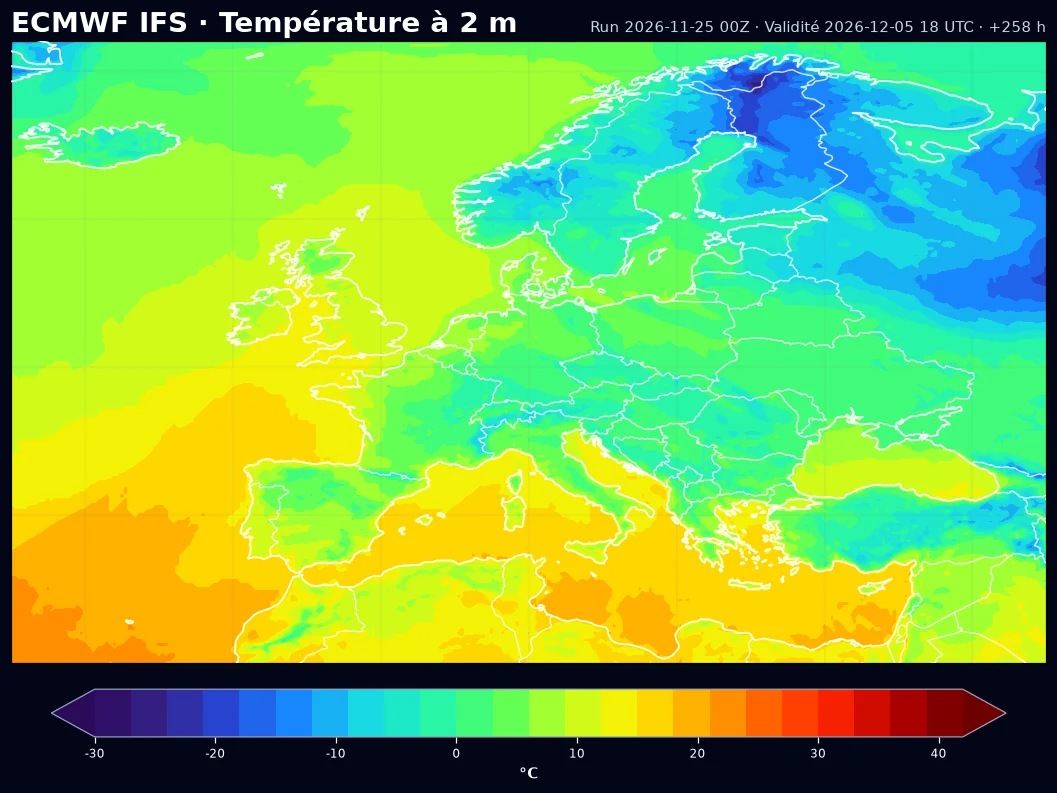 ECMWF IFS · Température à 2 m
Run 2026-11-25 00Z · Validité 2026-12-05 18 UTC · +258 h
-30 -20 -10 0 10 20 30 40
°C